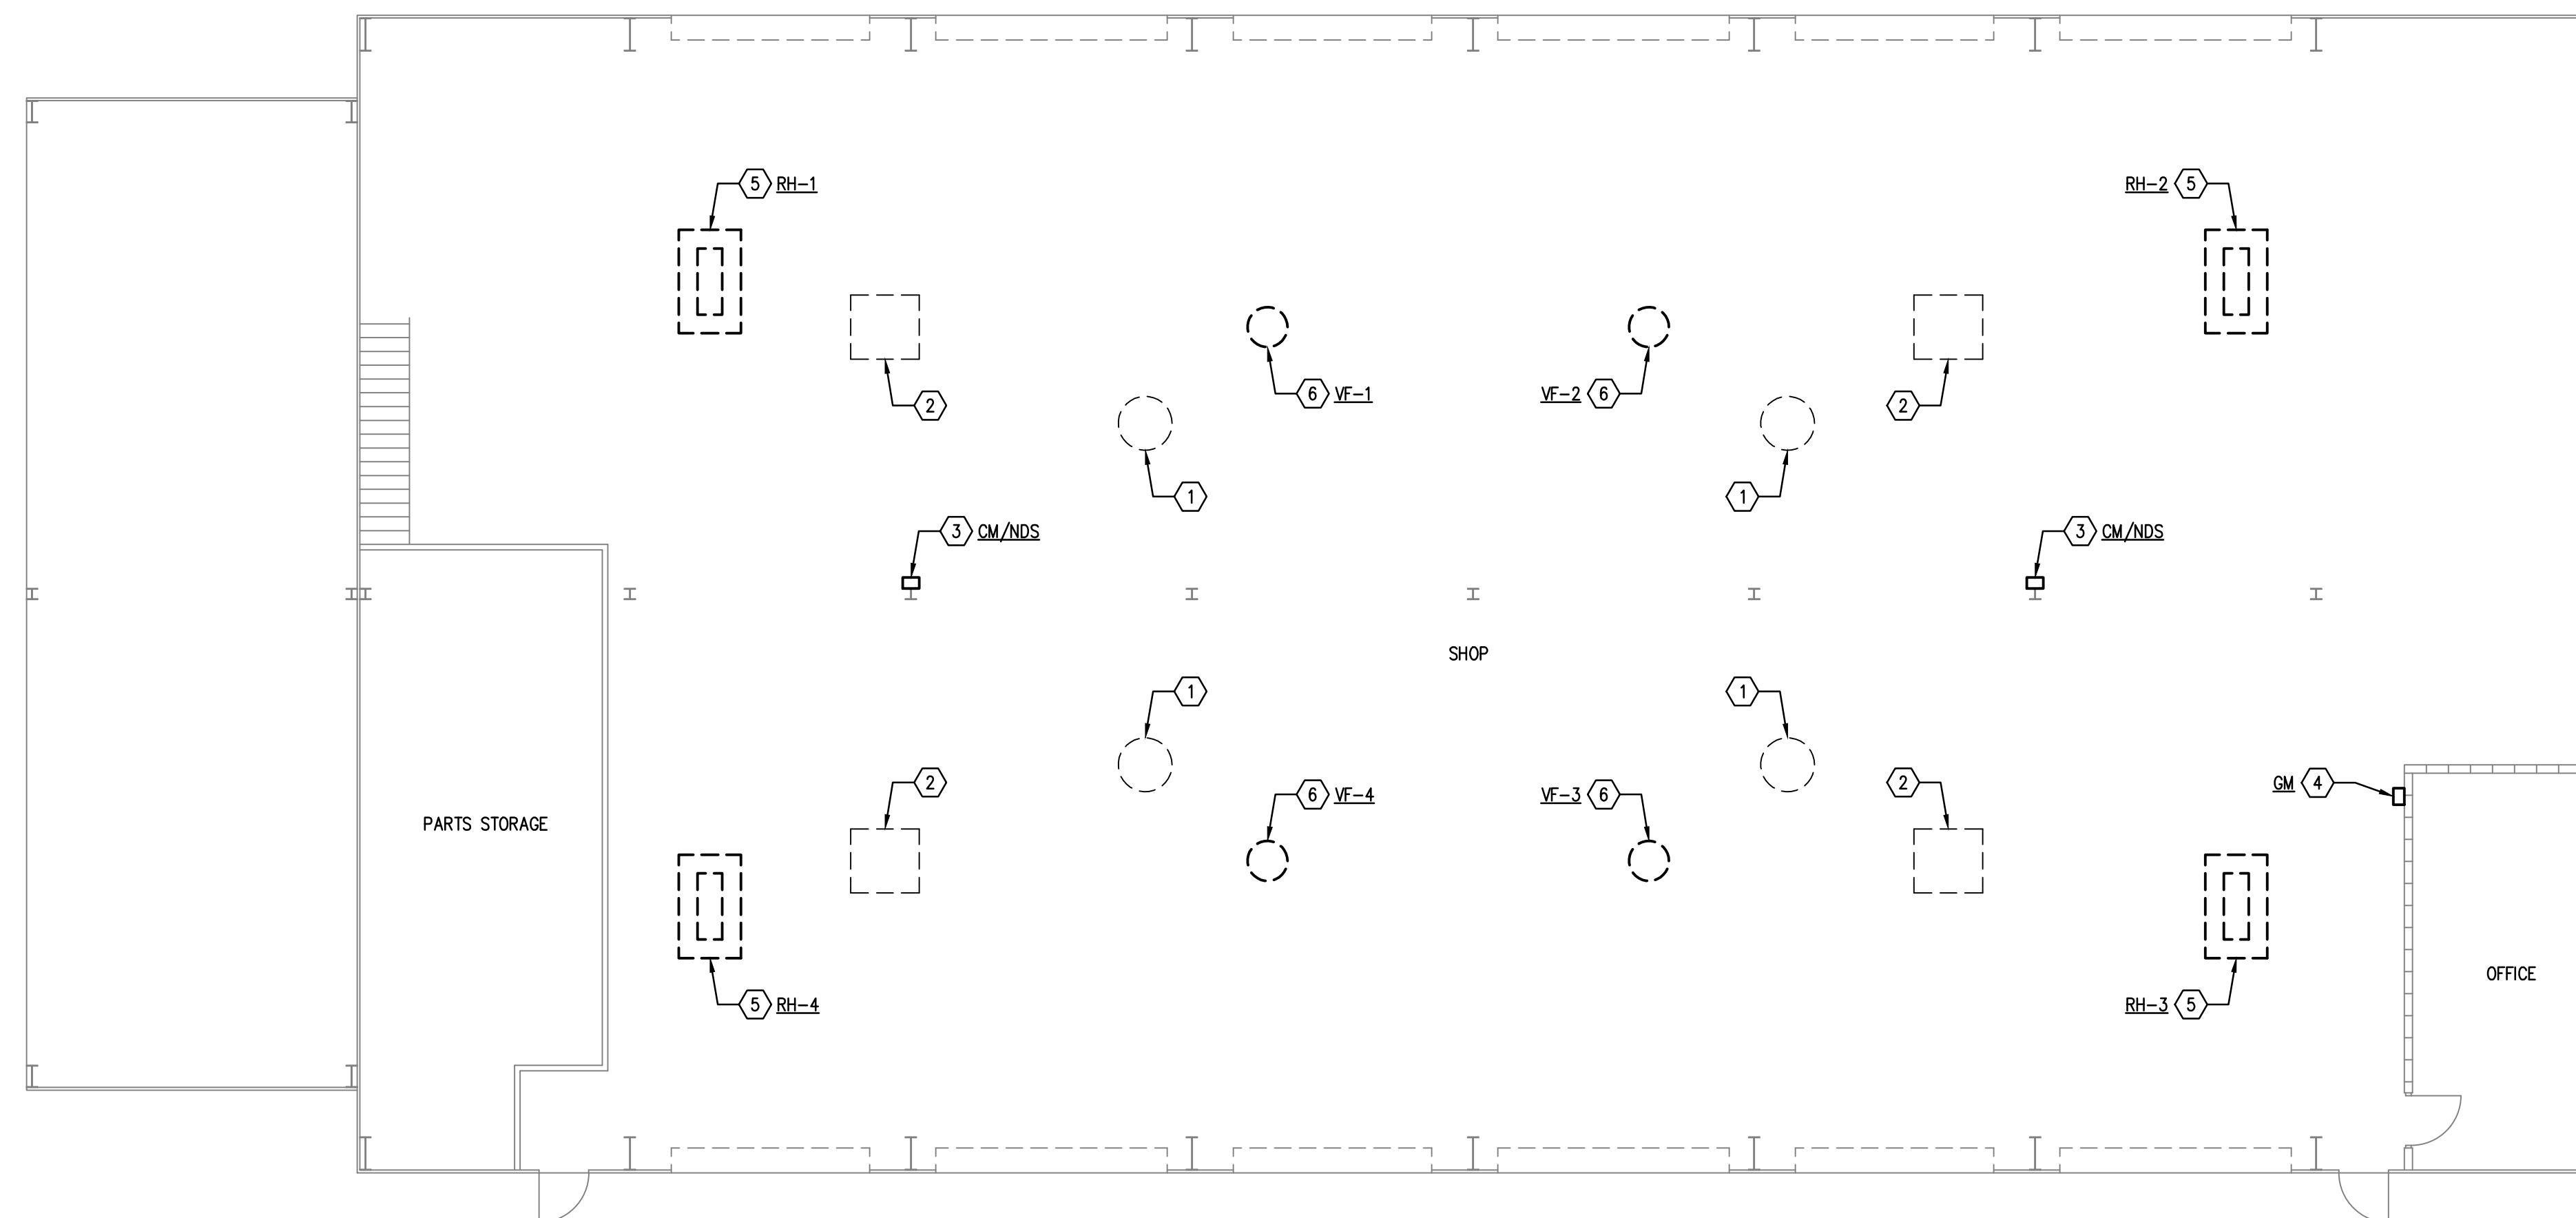 5 RH-1
RH-2 5
2
6 VF-1
VF-2 6
2
1
1
3 CM/NDS
3 CM/NDS
SHOP
1
1
2
6 VF-4
VF-3 6
2
GM 4
PARTS STORAGE
OFFICE
5 RH-4
RH-3 5